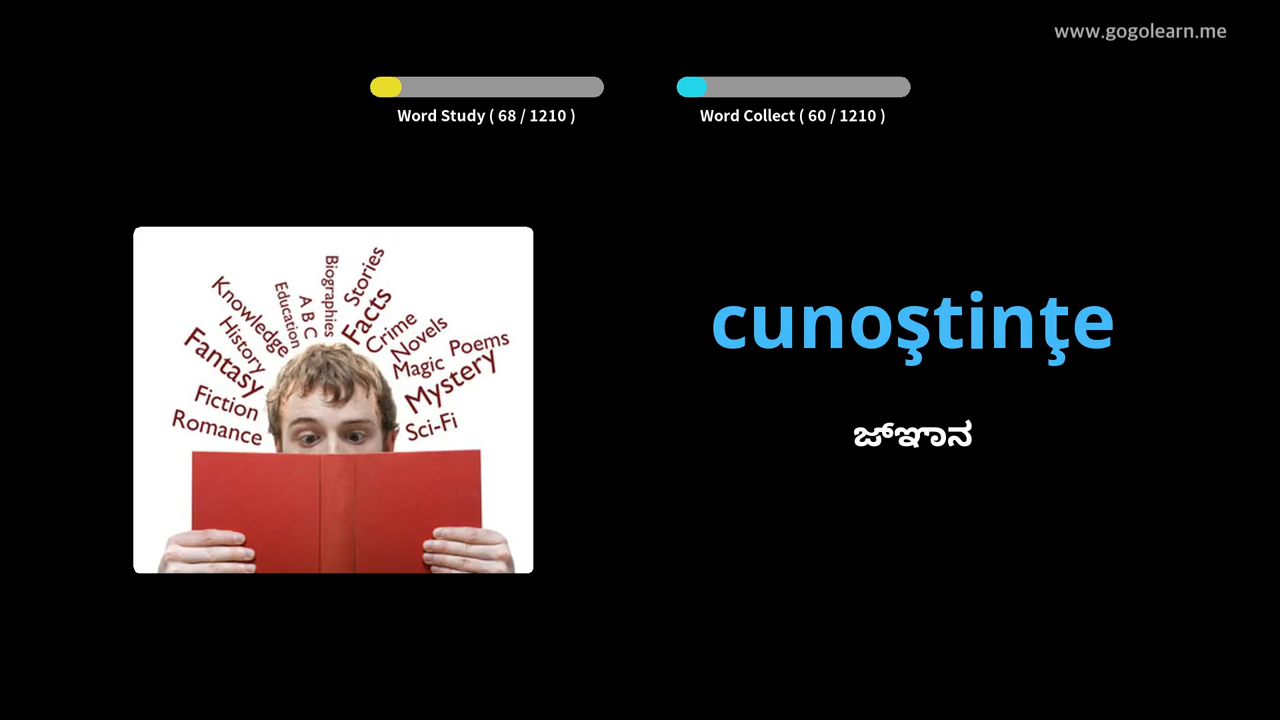 www.gogolearn.me
Word Study ( 68 / 1210 )
Word Collect ( 60 / 1210 )
Stories
Biographies
Facts
Education
A B C
Knowledge
Crime
Novels
History
Poems
Fantasy
Magic
Mystery
Fiction
Romance
Sci-Fi
cunoştinţe
ಜ್ಞಾನ